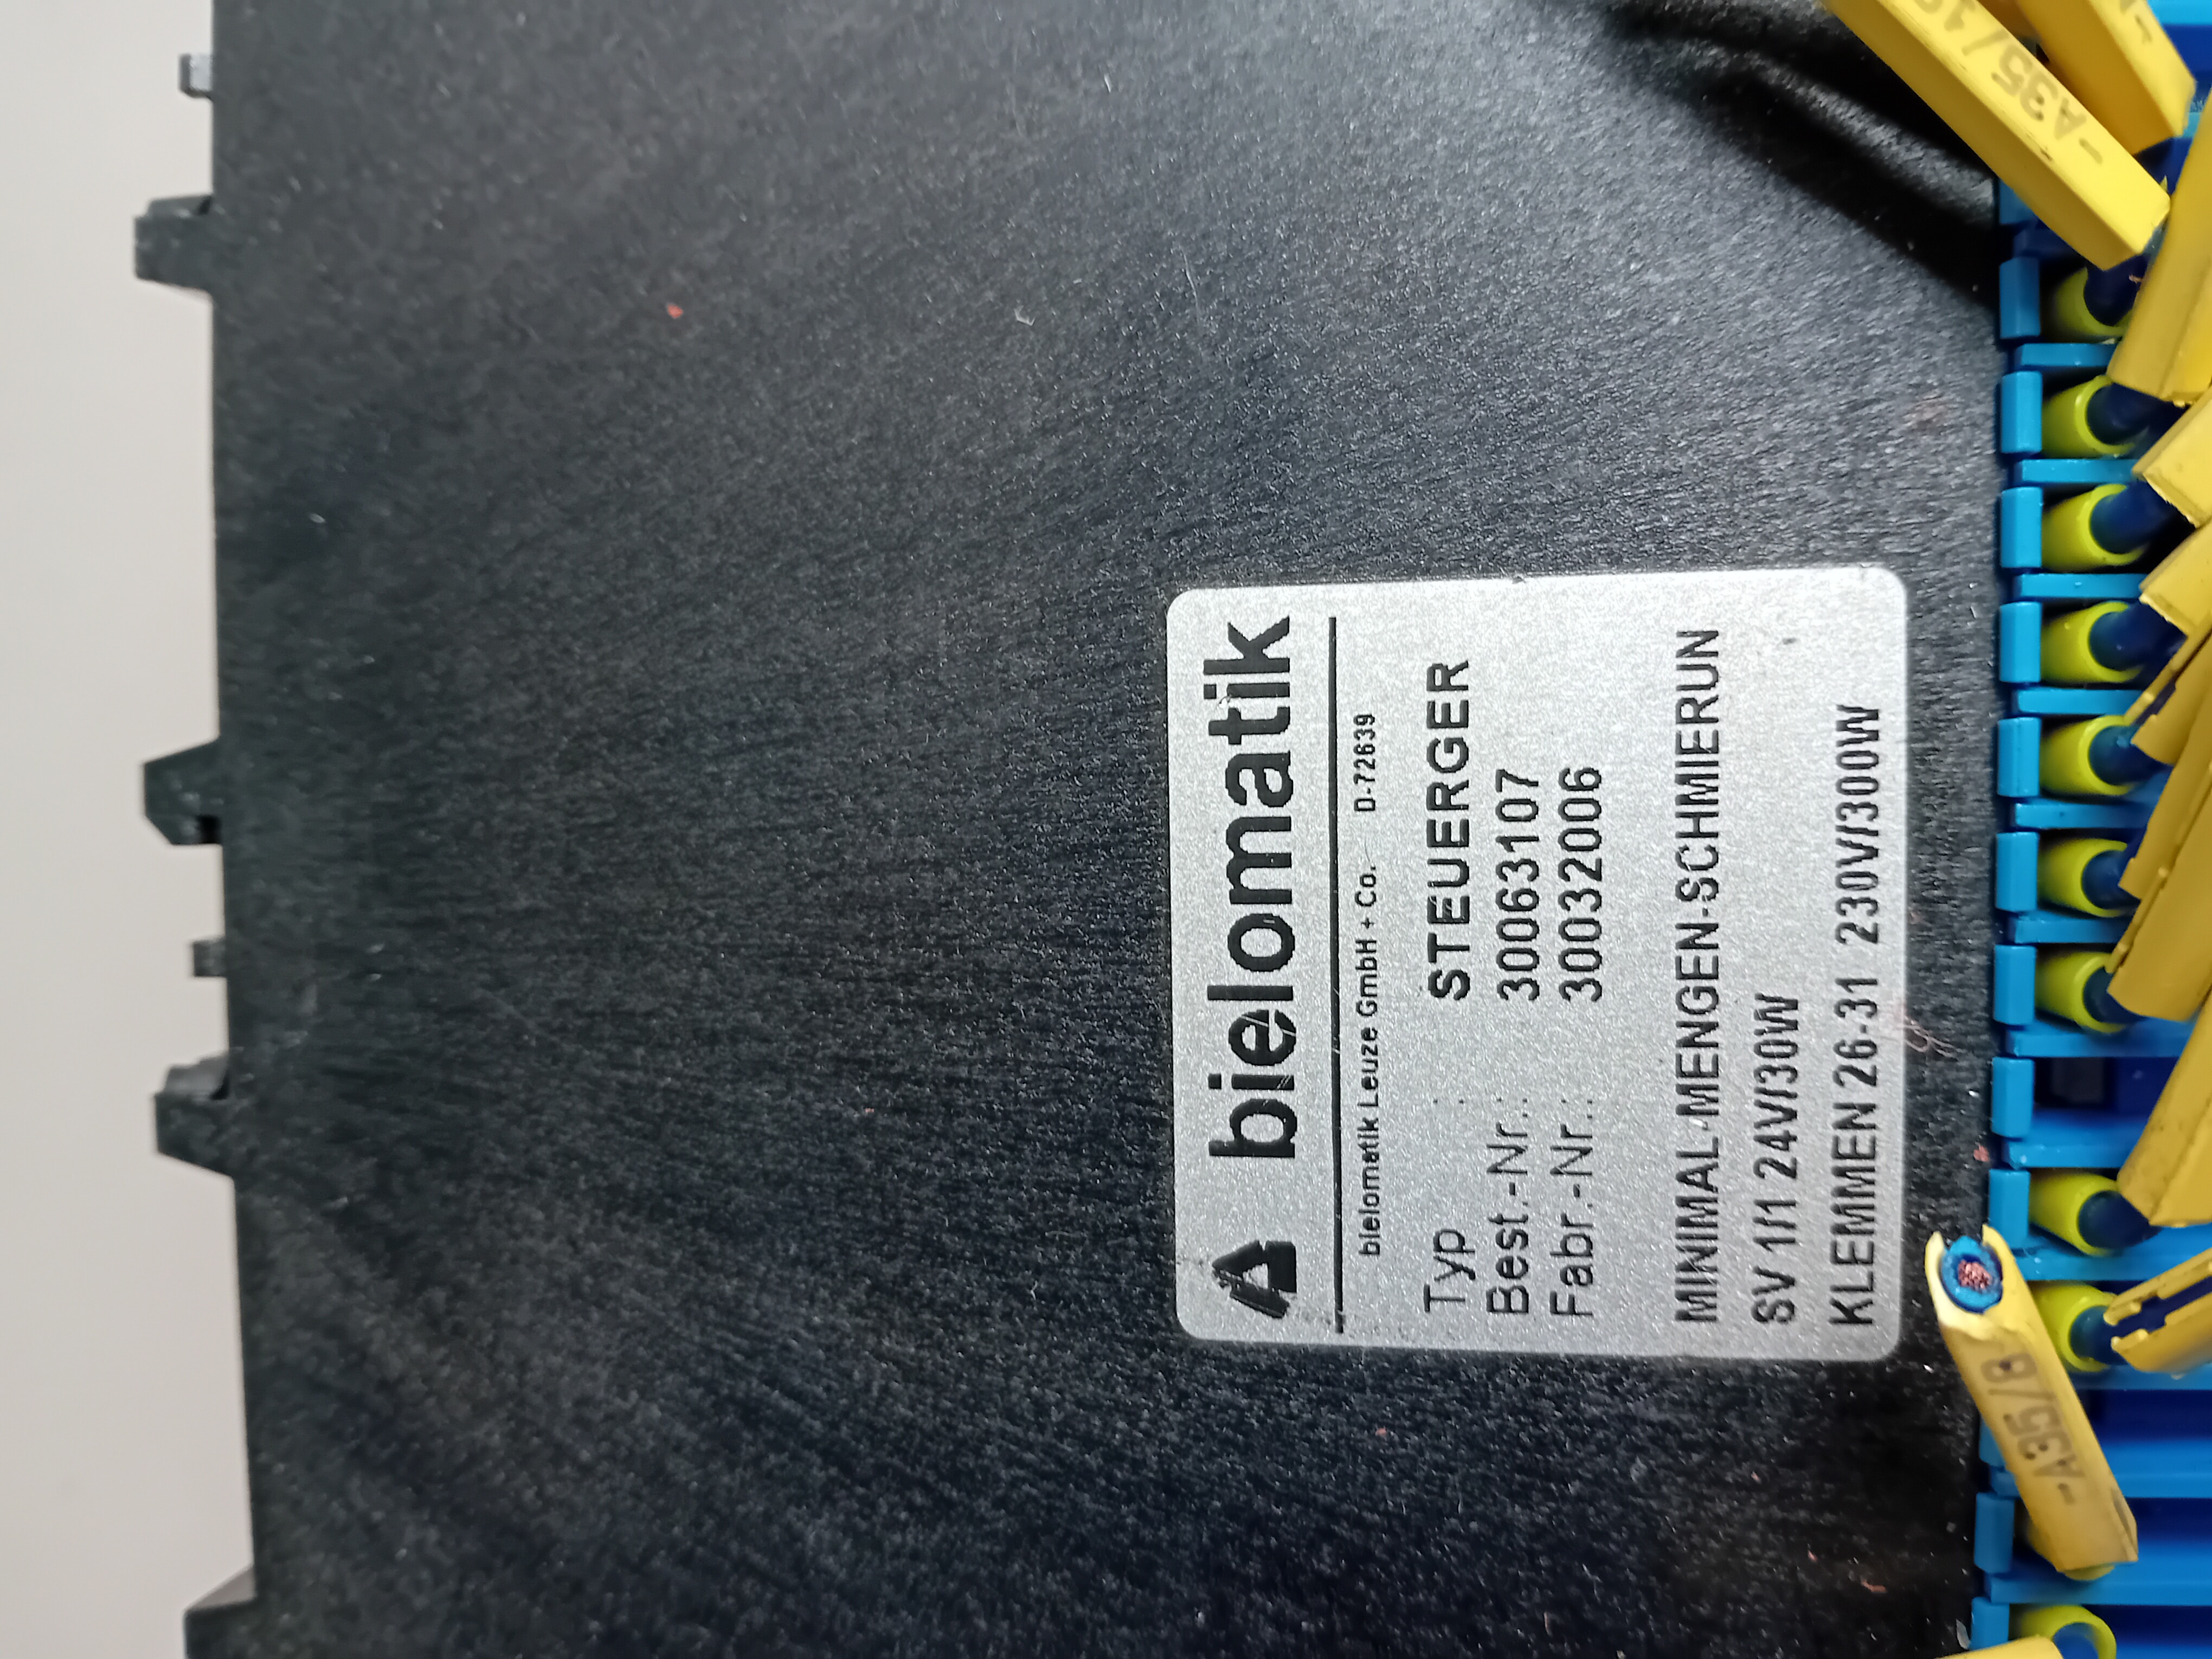 bielomatik
bielomatik Leuze GmbH + Co. D-72639
Typ : STEUERGER
Best.-Nr.: 30063107
Fabr.-Nr.: 30032006
MINIMAL-MENGEN-SCHMIERUN
SV 1/1 24V/30W
KLEMMEN 26-31 230V/300W
-A35/8